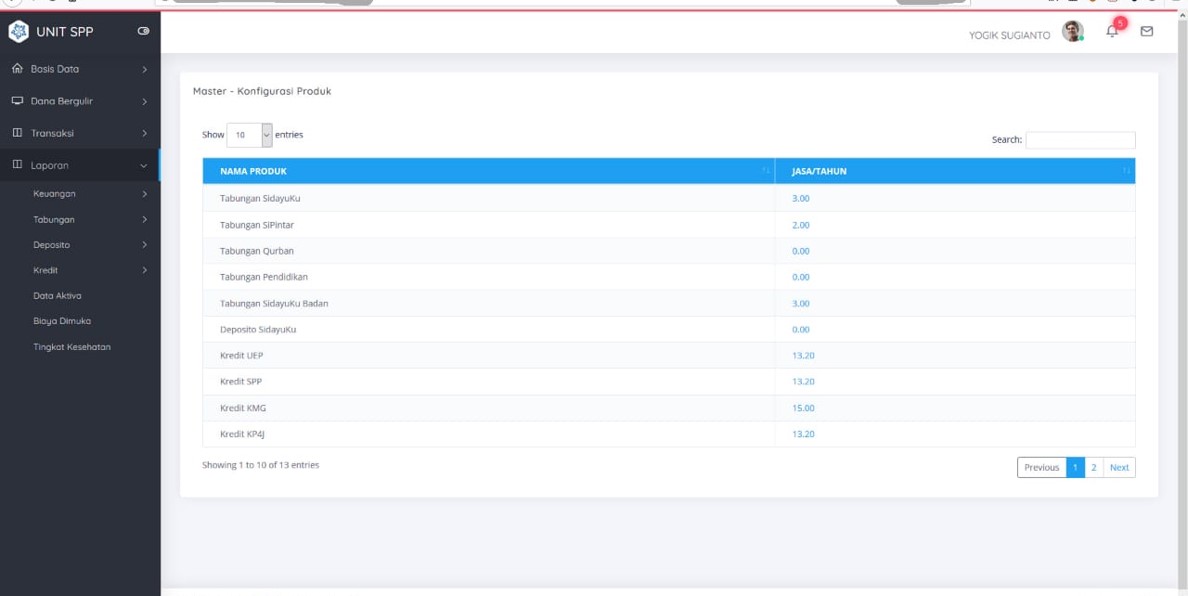 UNIT SPP
YOGIK SUGIANTO
5
Basis Data
Dana Bergulir
Transaksi
Laporan
Keuangan
Tabungan
Deposito
Kredit
Data Aktiva
Biaya Dimuka
Tingkat Kesehatan
Master - Konfigurasi Produk
Show 10 entries
Search:
NAMA PRODUK JASA/TAHUN
Tabungan SidayuKu 3.00
Tabungan SiPintar 2.00
Tabungan Qurban 0.00
Tabungan Pendidikan 0.00
Tabungan SidayuKu Badan 3.00
Deposito SidayuKu 0.00
Kredit UEP 13.20
Kredit SPP 13.20
Kredit KMG 15.00
Kredit KP4J 13.20
Showing 1 to 10 of 13 entries
Previous 1 2 Next